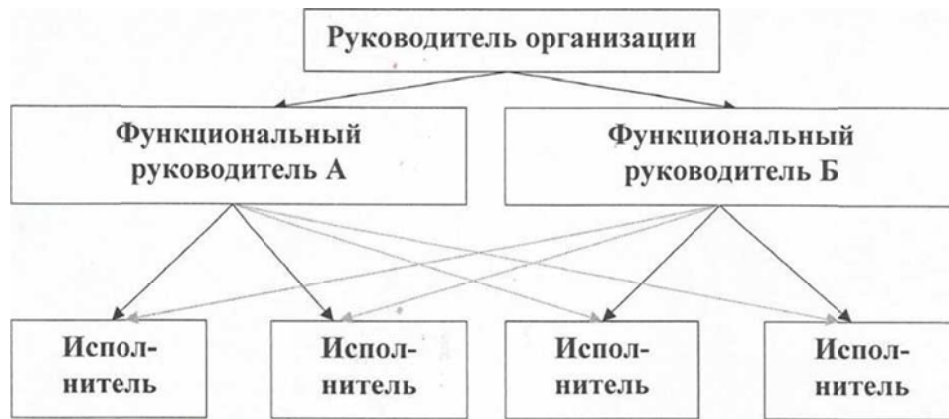 Руководитель организации
Функциональный
руководитель А
Функциональный
руководитель Б
Испол-
нитель
Испол-
нитель
Испол-
нитель
Испол-
нитель